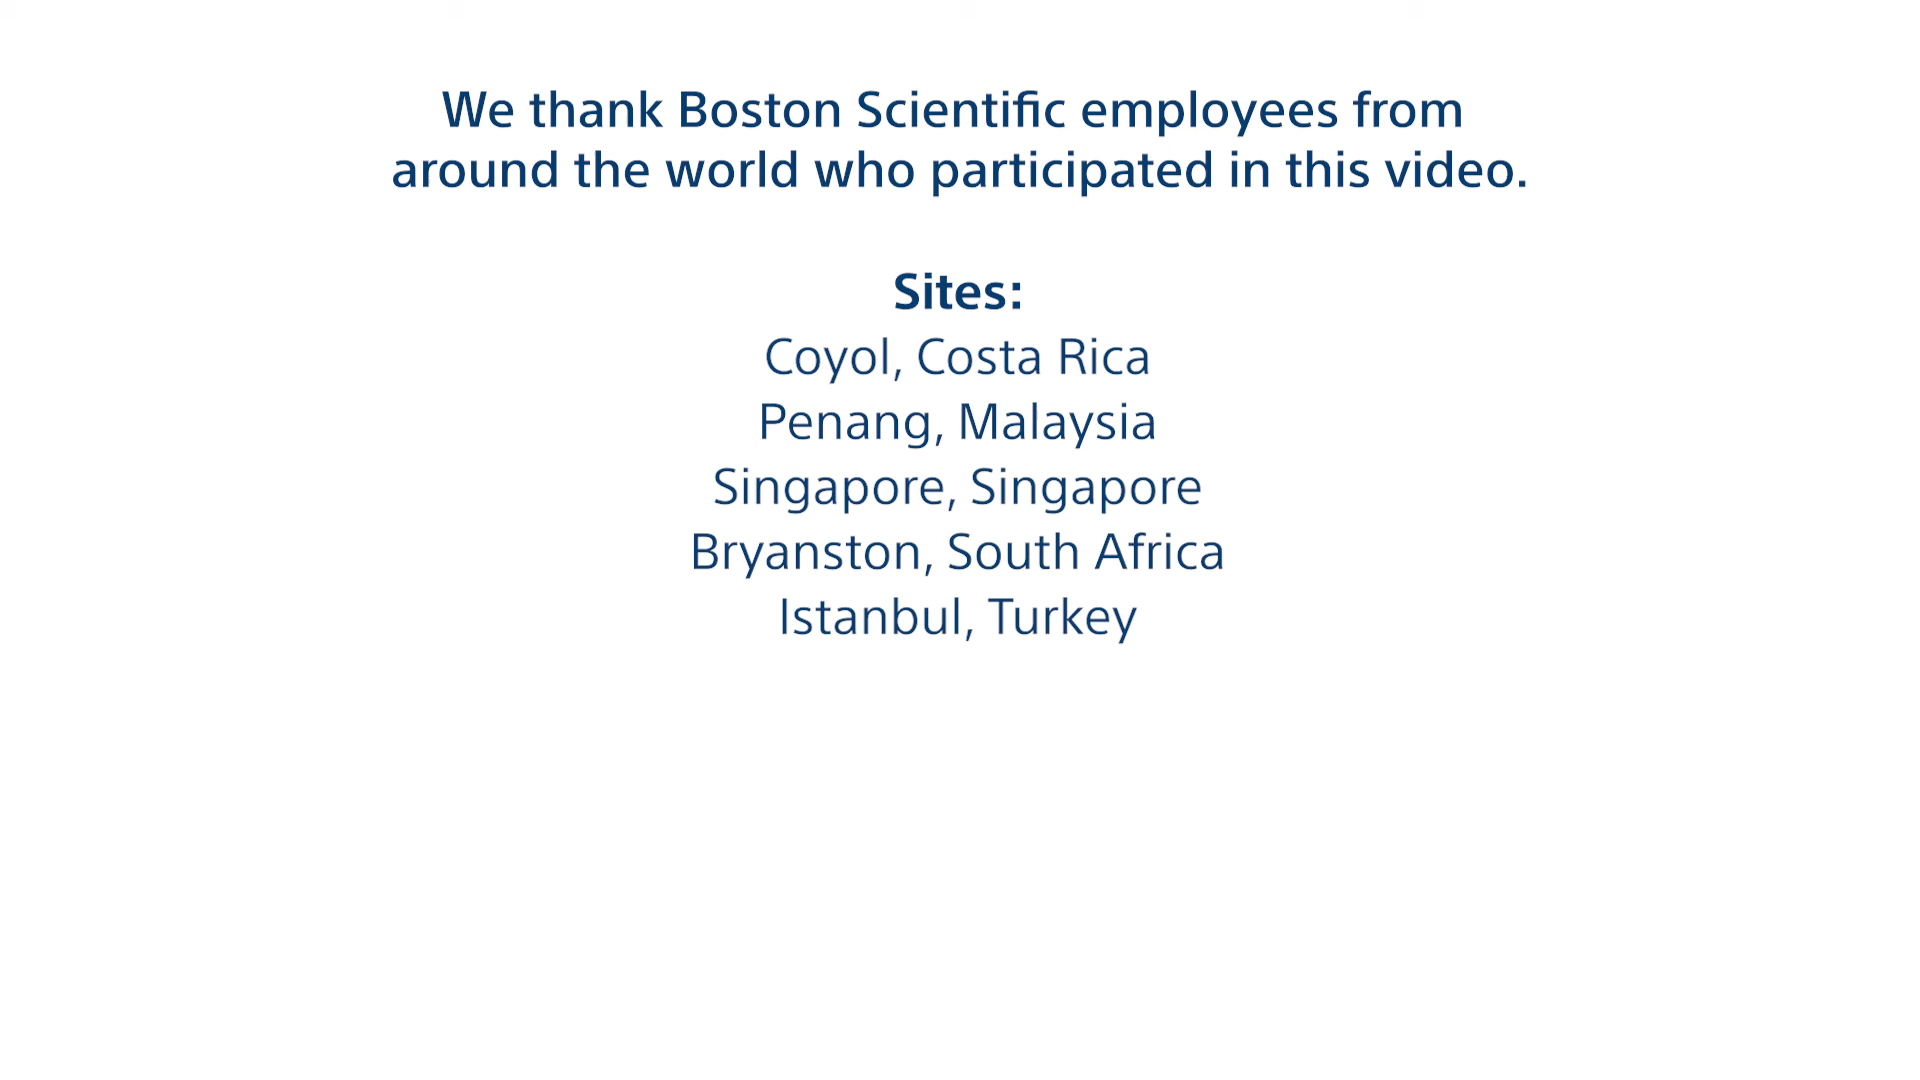 We thank Boston Scientific employees from
around the world who participated in this video.
Sites:
Coyol, Costa Rica
Penang, Malaysia
Singapore, Singapore
Bryanston, South Africa
Istanbul, Turkey